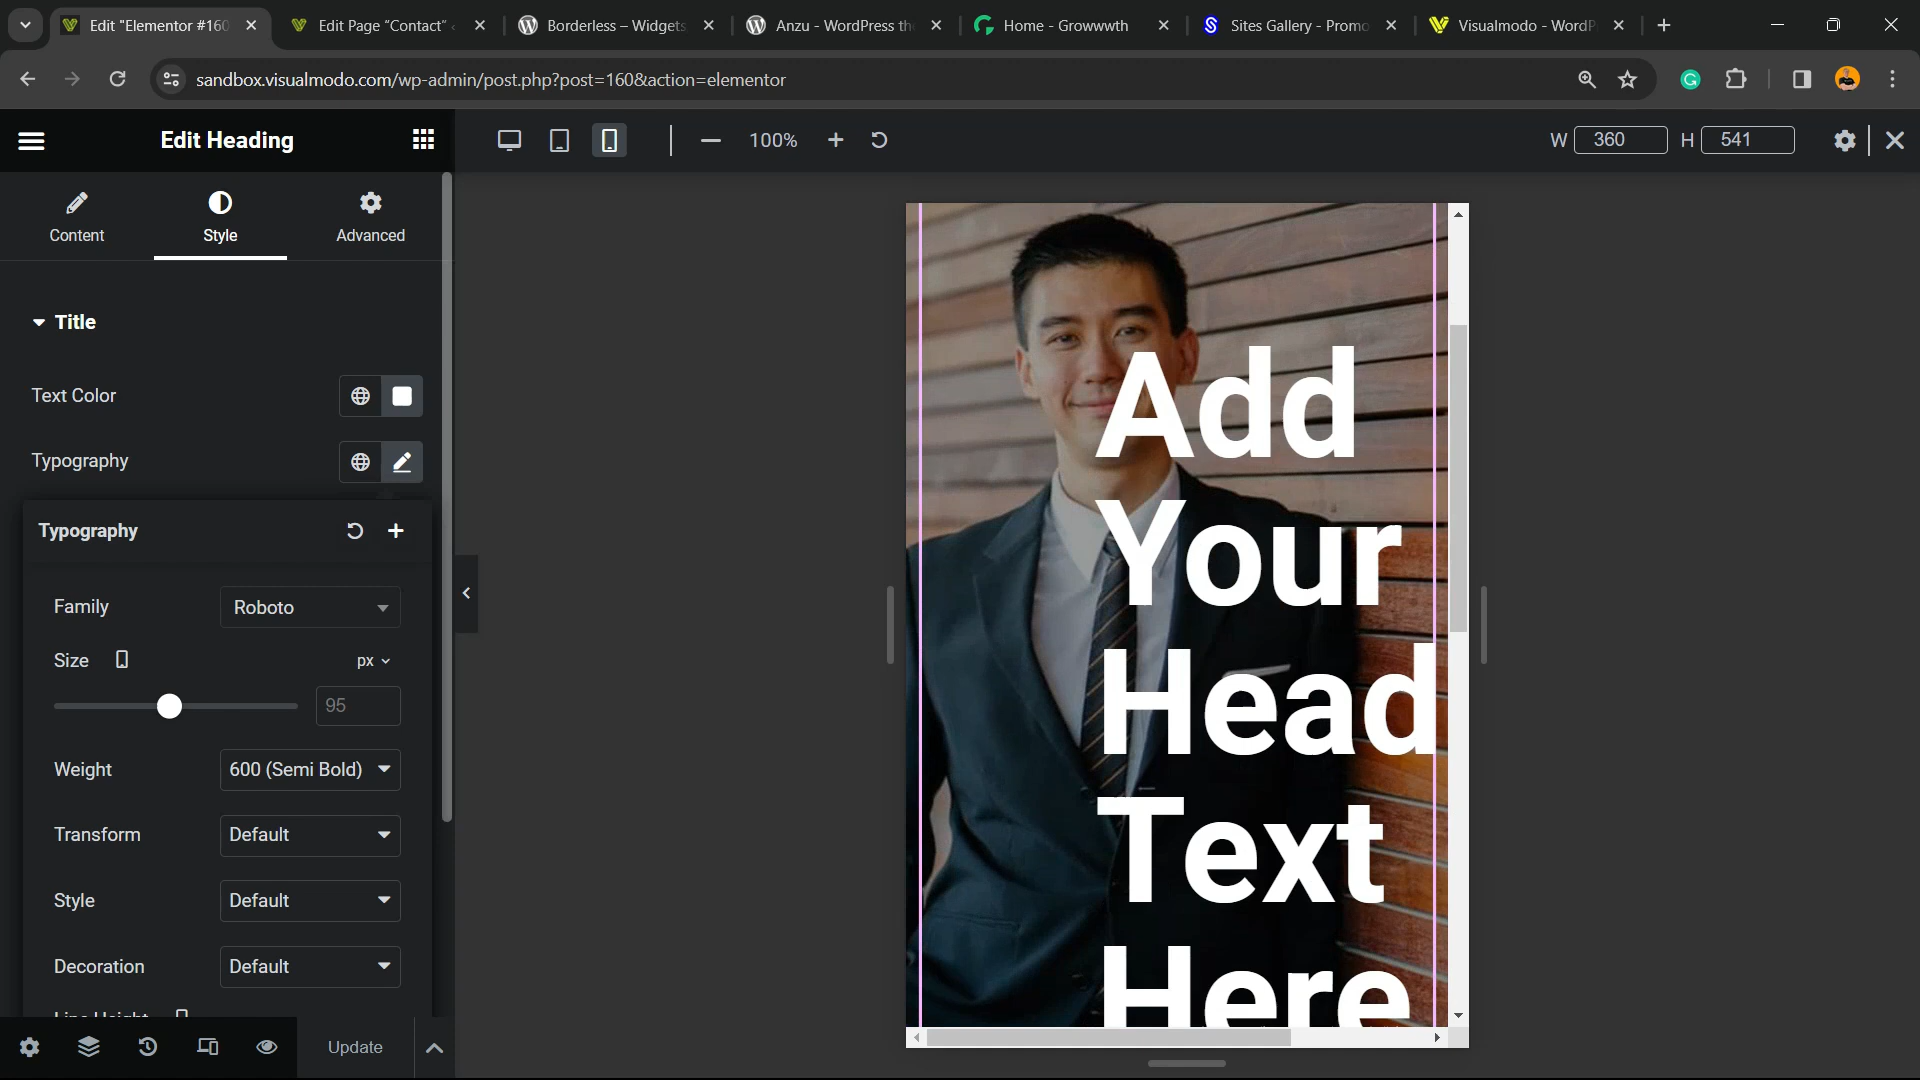 Edit "Elementor #160
Edit Page “Contact” ‹
Borderless – Widgets,
Anzu - WordPress th
Home - Growwwth
Sites Gallery - Promo
Visualmodo - WordP
sandbox.visualmodo.com/wp-admin/post.php?post=160&action=elementor
Edit Heading
100%
W 360 H 541
Content Style Advanced
Title
Text Color
Typography
Typography
Family Roboto
Size px
95
Weight 600 (Semi Bold)
Transform Default
Style Default
Decoration Default
Line Height
Update
Add
Your
Head
Text
Here